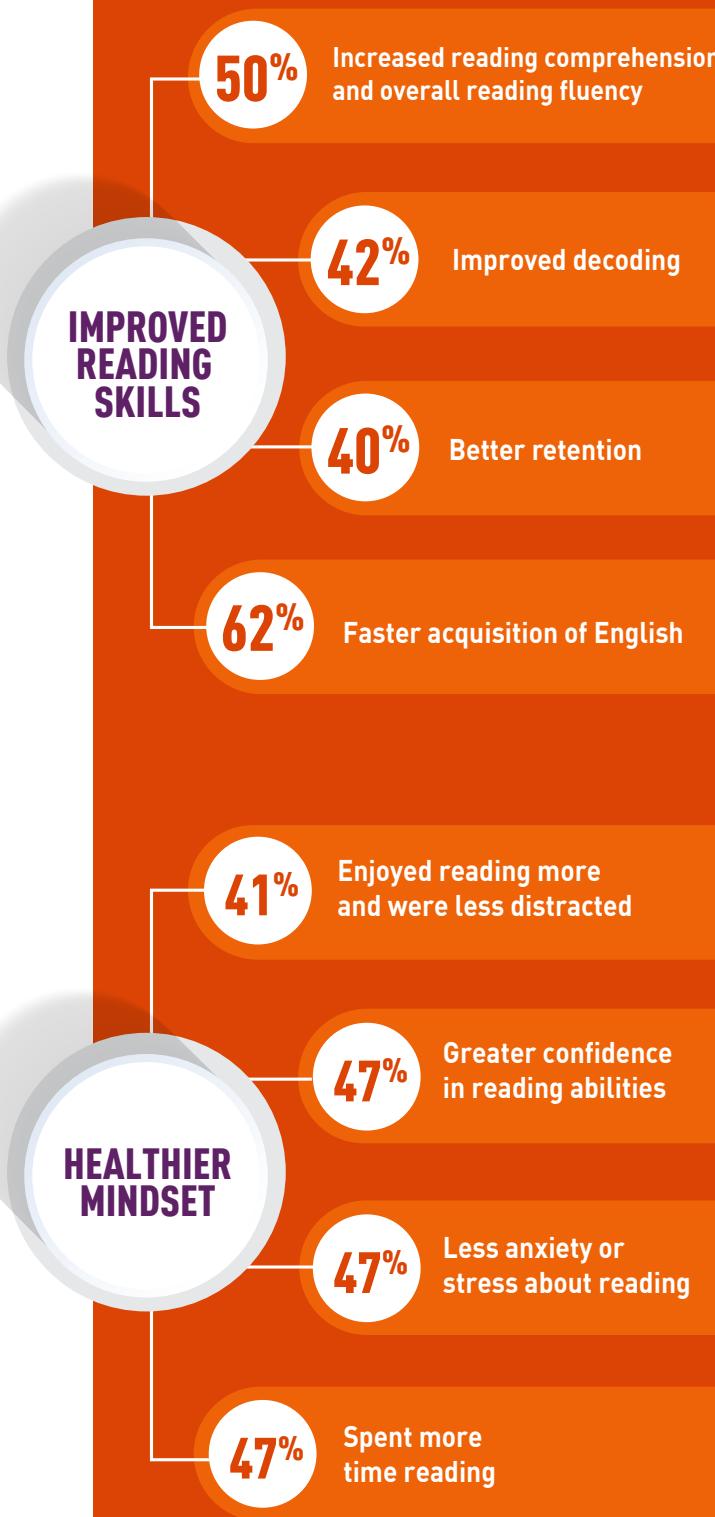 50%
Increased reading comprehension
and overall reading fluency
42%
Improved decoding
IMPROVED
READING
SKILLS
40%
Better retention
62%
Faster acquisition of English
41%
Enjoyed reading more
and were less distracted
47%
Greater confidence
in reading abilities
HEALTHIER
MINDSET
47%
Less anxiety or
stress about reading
47%
Spent more
time reading